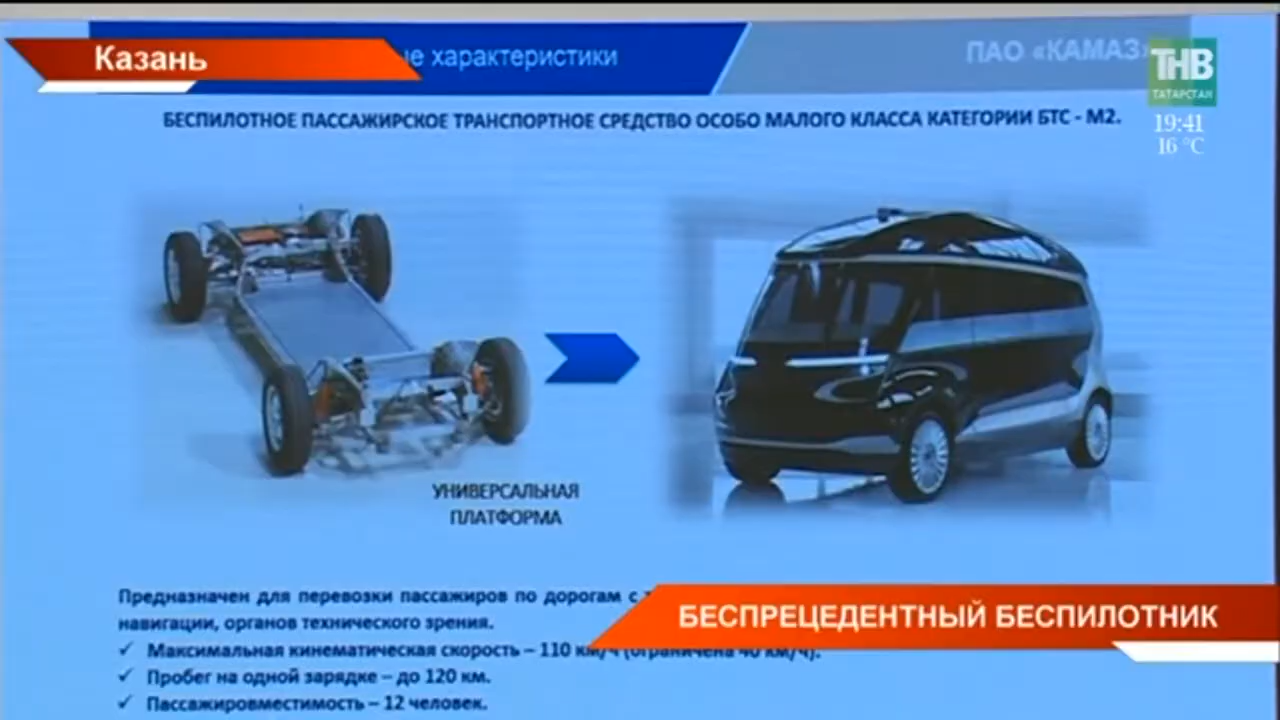 Казань
ые характеристики
ПАО «КАМАЗ»
ТНВ
ТАТАРСТАН
19:41
16 °C
БЕСПИЛОТНОЕ ПАССАЖИРСКОЕ ТРАНСПОРТНОЕ СРЕДСТВО ОСОБО МАЛОГО КЛАССА КАТЕГОРИИ БТС - М2.
УНИВЕРСАЛЬНАЯ
ПЛАТФОРМА
Предназначен для перевозки пассажиров по дорогам с
навигации, органов технического зрения.
БЕСПРЕЦЕДЕНТНЫЙ БЕСПИЛОТНИК
✓ Максимальная кинематическая скорость – 110 км/ч (ограничена 40 км/ч).
✓ Пробег на одной зарядке – до 120 км.
✓ Пассажировместимость – 12 человек.